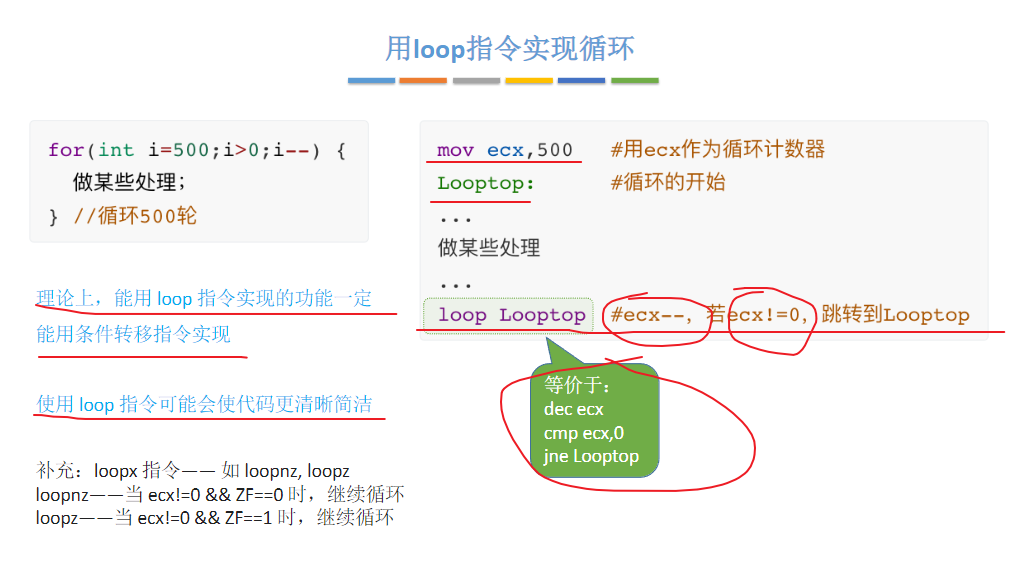 用loop指令实现循环
for(int i=500;i>0;i--) {
做某些处理;
} //循环500轮
理论上，能用 loop 指令实现的功能一定
能用条件转移指令实现
使用 loop 指令可能会使代码更清晰简洁
补充：loopx 指令—— 如 loopnz, loopz
loopnz——当 ecx!=0 && ZF==0 时，继续循环
loopz——当 ecx!=0 && ZF==1 时，继续循环
mov ecx,500 #用ecx作为循环计数器
Looptop: #循环的开始
...
做某些处理
...
loop Looptop #ecx--，若ecx!=0，跳转到Looptop
等价于：
dec ecx
cmp ecx,0
jne Looptop